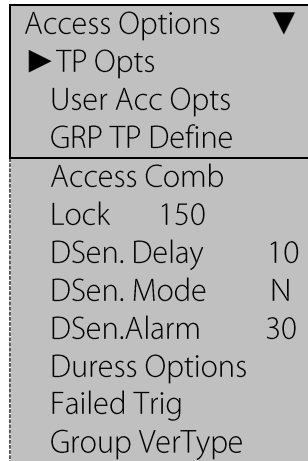 Access Options ▼
►TP Opts
User Acc Opts
GRP TP Define
Access Comb
Lock 150
DSen. Delay 10
DSen. Mode N
DSen.Alarm 30
Duress Options
Failed Trig
Group VerType